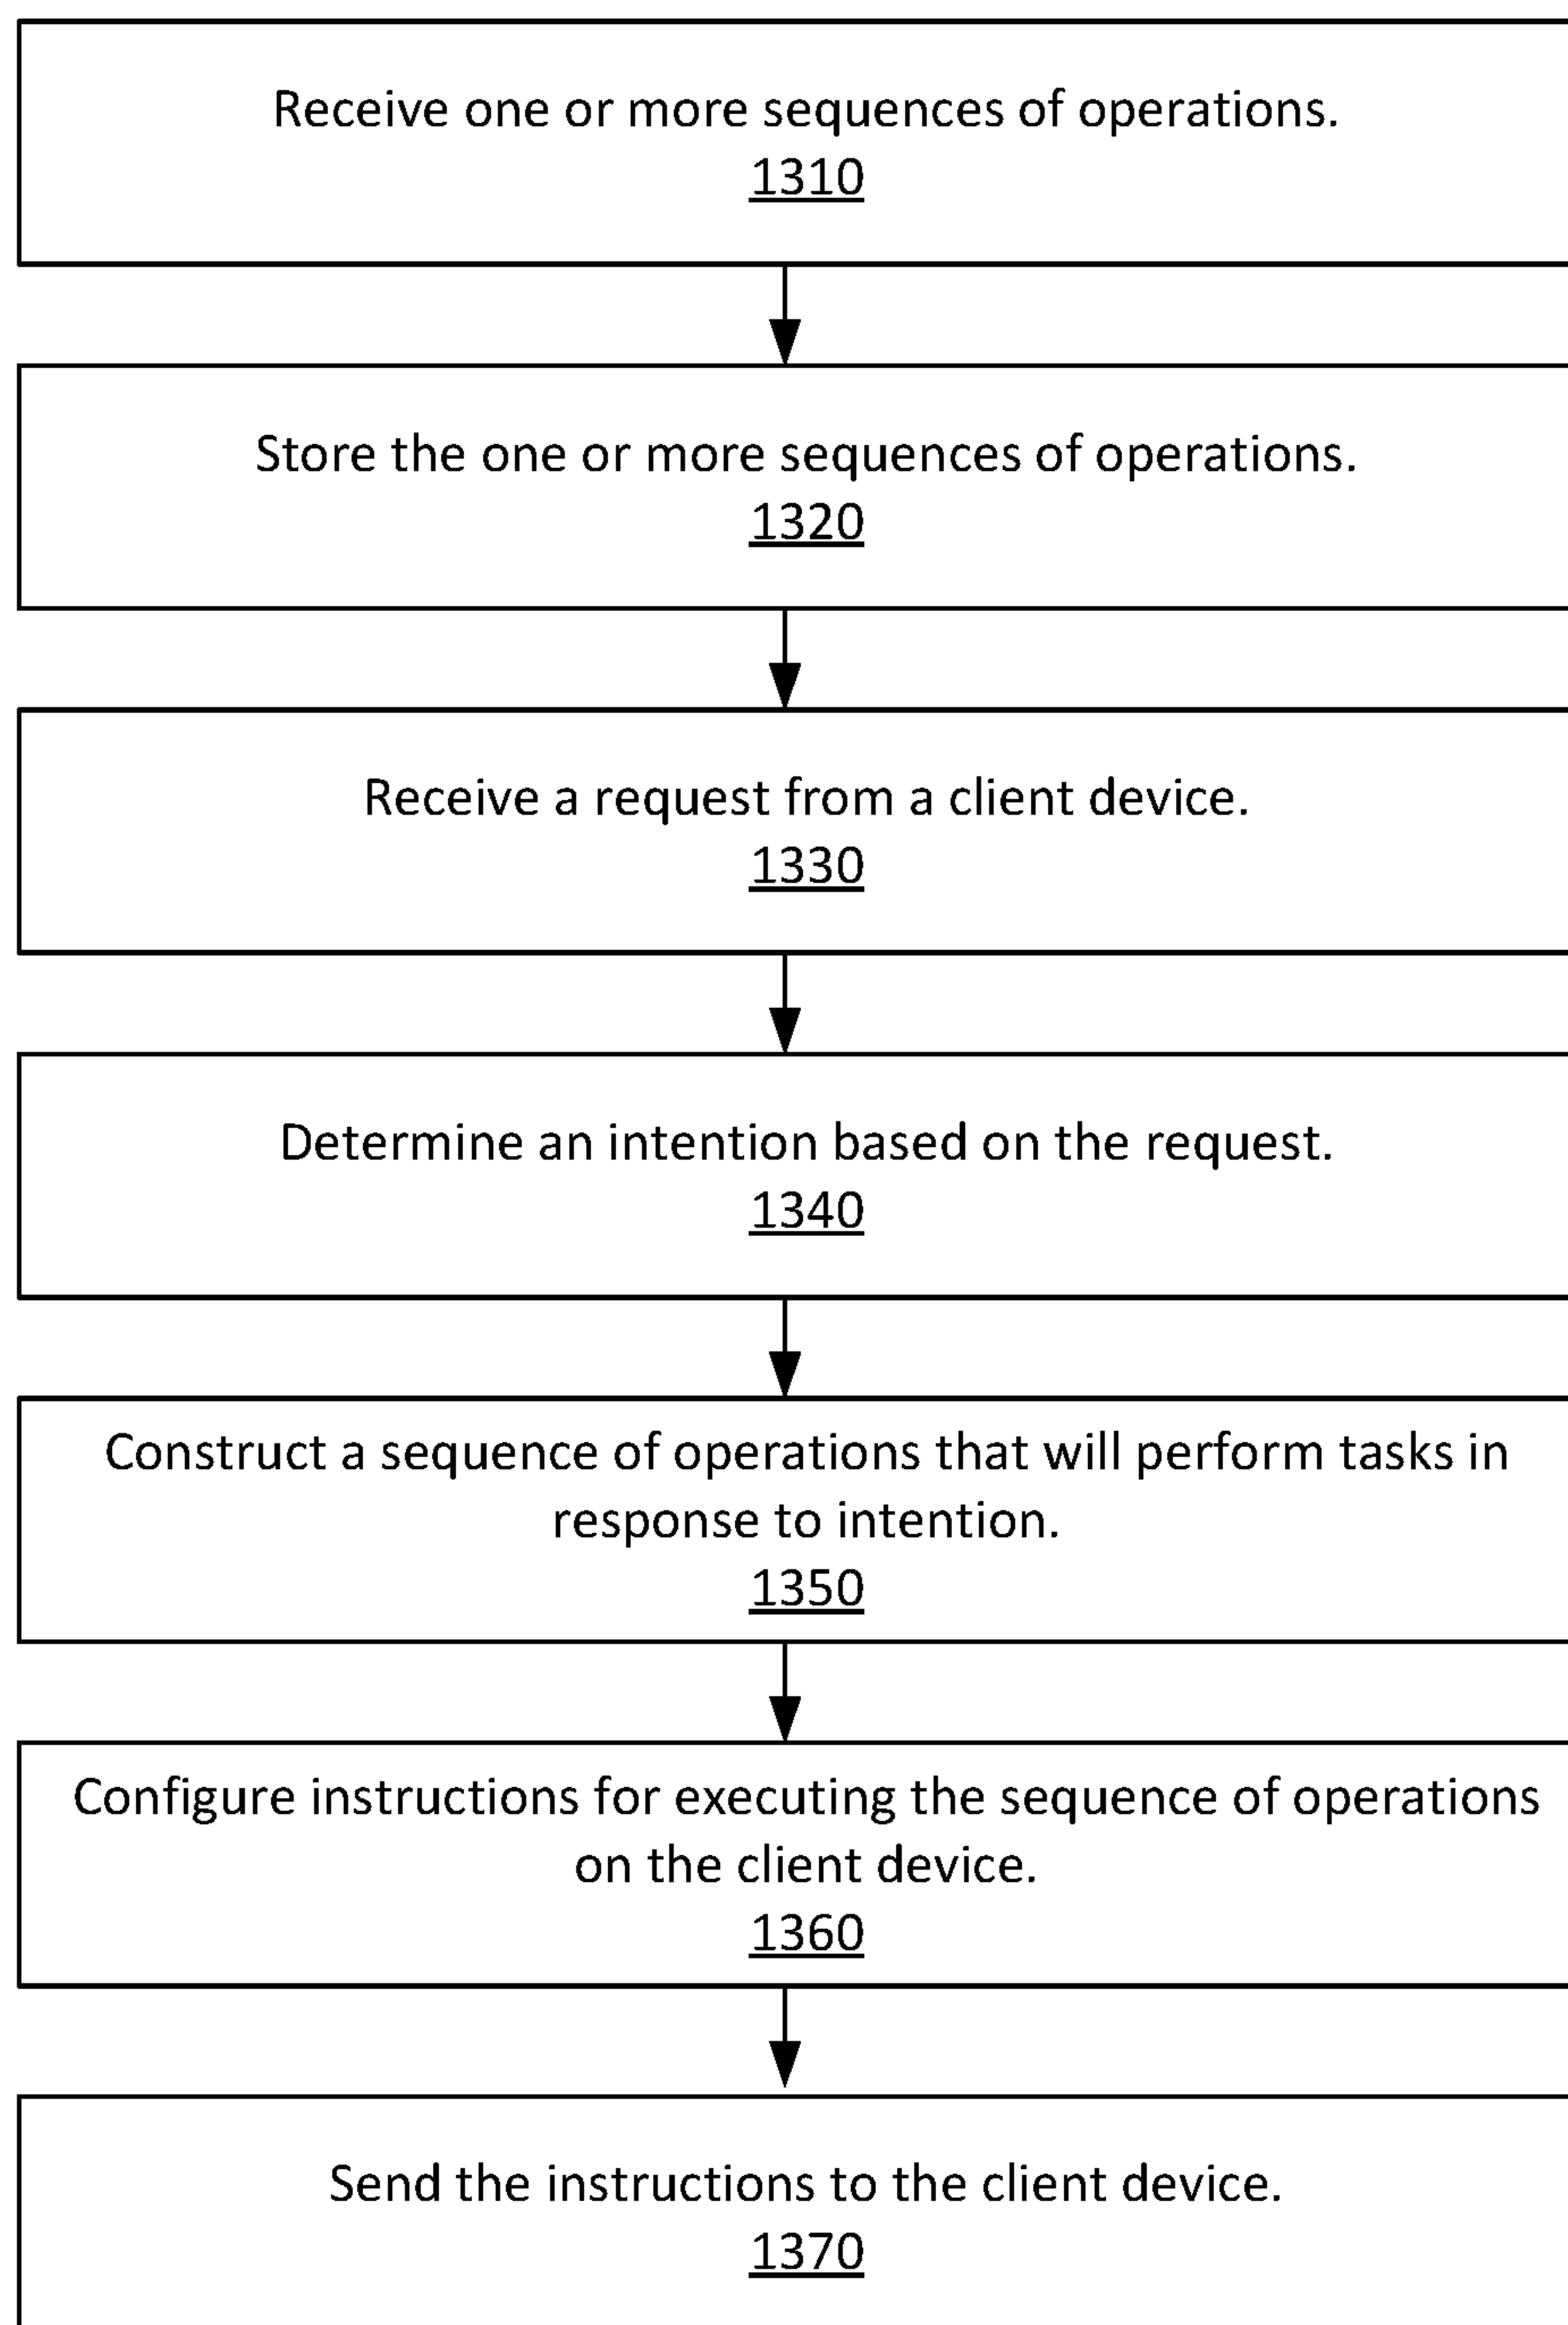 Receive one or more sequences of operations.
1310
Store the one or more sequences of operations.
1320
Receive a request from a client device.
1330
Determine an intention based on the request.
1340
Construct a sequence of operations that will perform tasks in
response to intention.
1350
Configure instructions for executing the sequence of operations
on the client device.
1360
Send the instructions to the client device.
1370